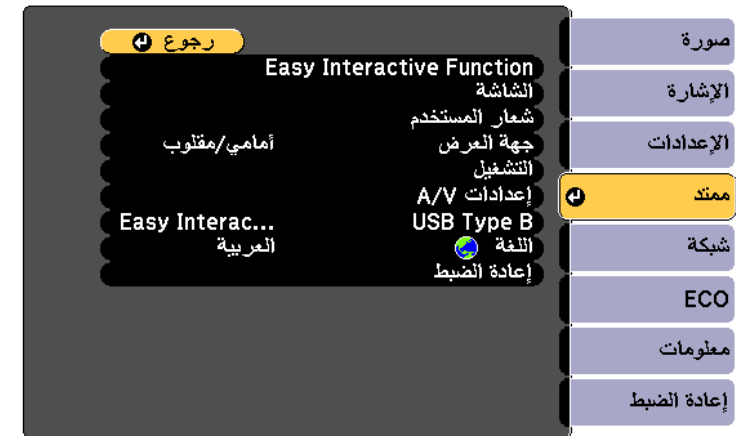 صورة
الإشارة
الإعدادات
ممتد
شبكة
ECO
معلومات
إعادة الضبط
رجوع
Easy Interactive Function
الشاشة
شعار المستخدم
جهة العرض أمامي/مقلوب
التشغيل
إعدادات A/V
USB Type B Easy Interac...
اللغة العربية
إعادة الضبط